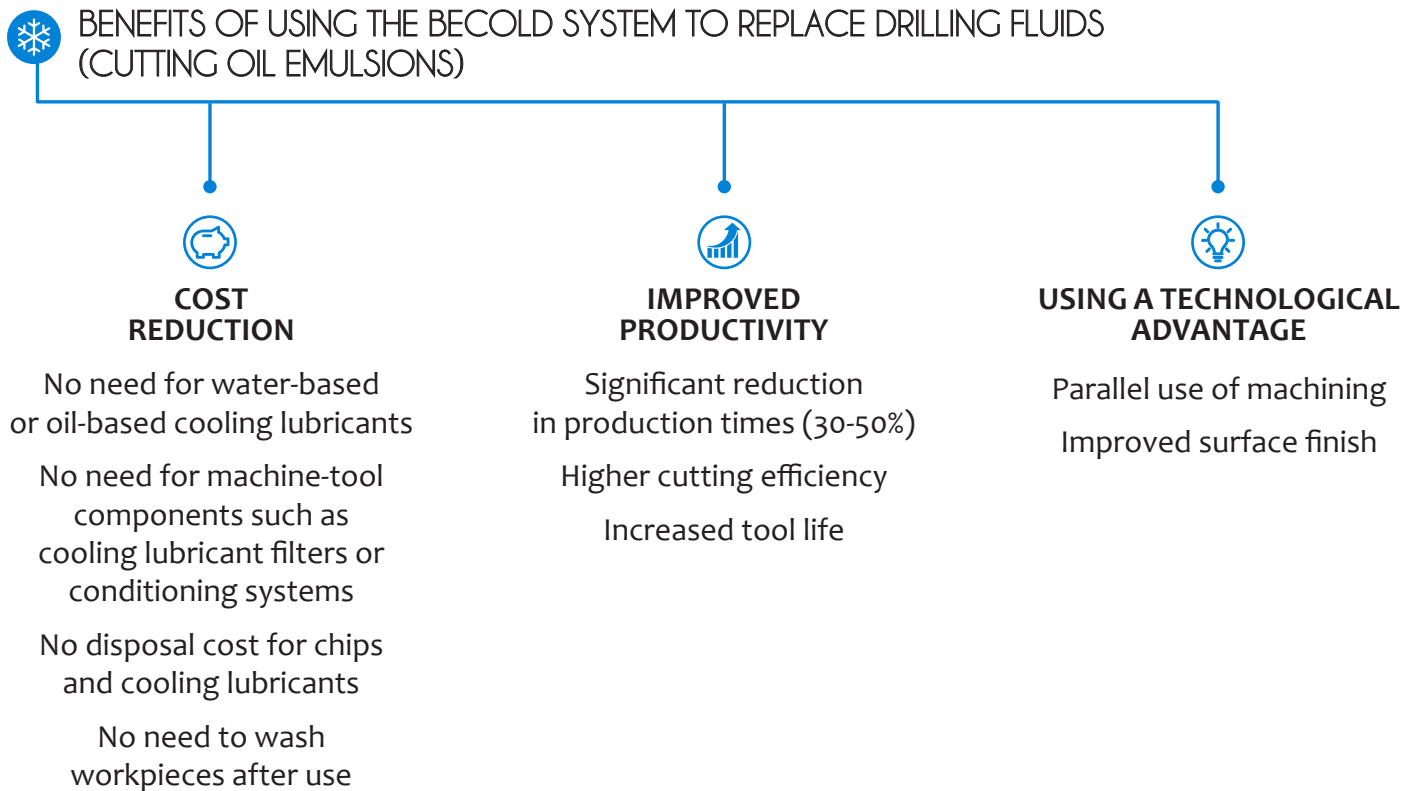 BENEFITS OF USING THE BECOLD SYSTEM TO REPLACE DRILLING FLUIDS
(CUTTING OIL EMULSIONS)
COST
REDUCTION
No need for water-based
or oil-based cooling lubricants
No need for machine-tool
components such as
cooling lubricant filters or
conditioning systems
No disposal cost for chips
and cooling lubricants
No need to wash
workpieces after use
IMPROVED
PRODUCTIVITY
Significant reduction
in production times (30-50%)
Higher cutting efficiency
Increased tool life
USING A TECHNOLOGICAL
ADVANTAGE
Parallel use of machining
Improved surface finish